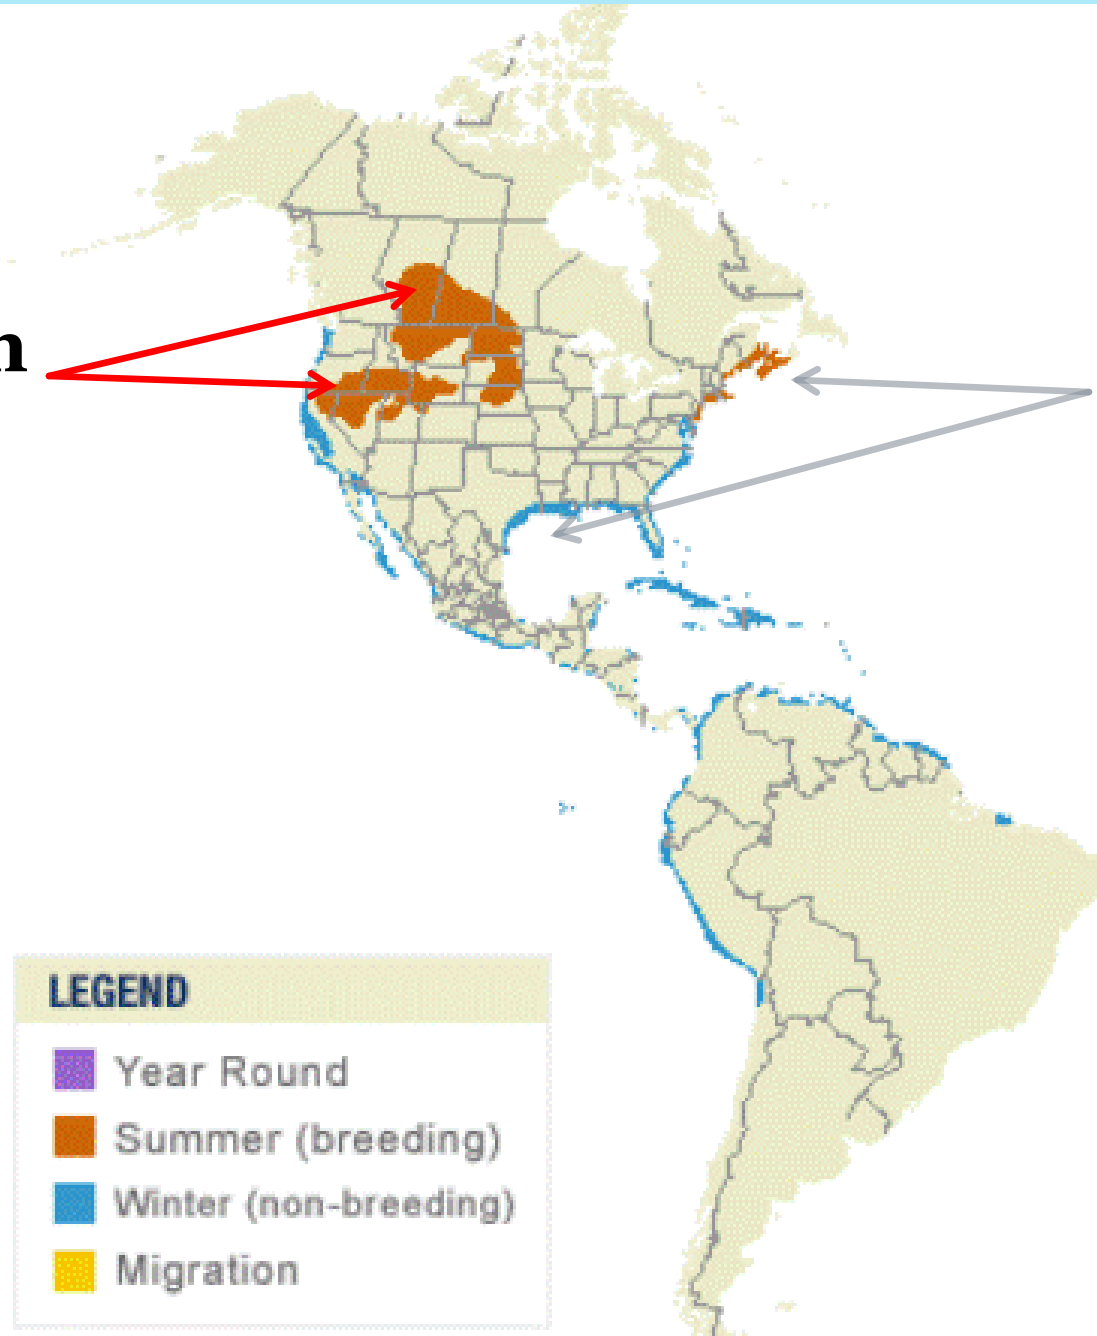 LEGEND
Year Round
Summer (breeding)
Winter (non-breeding)
Migration